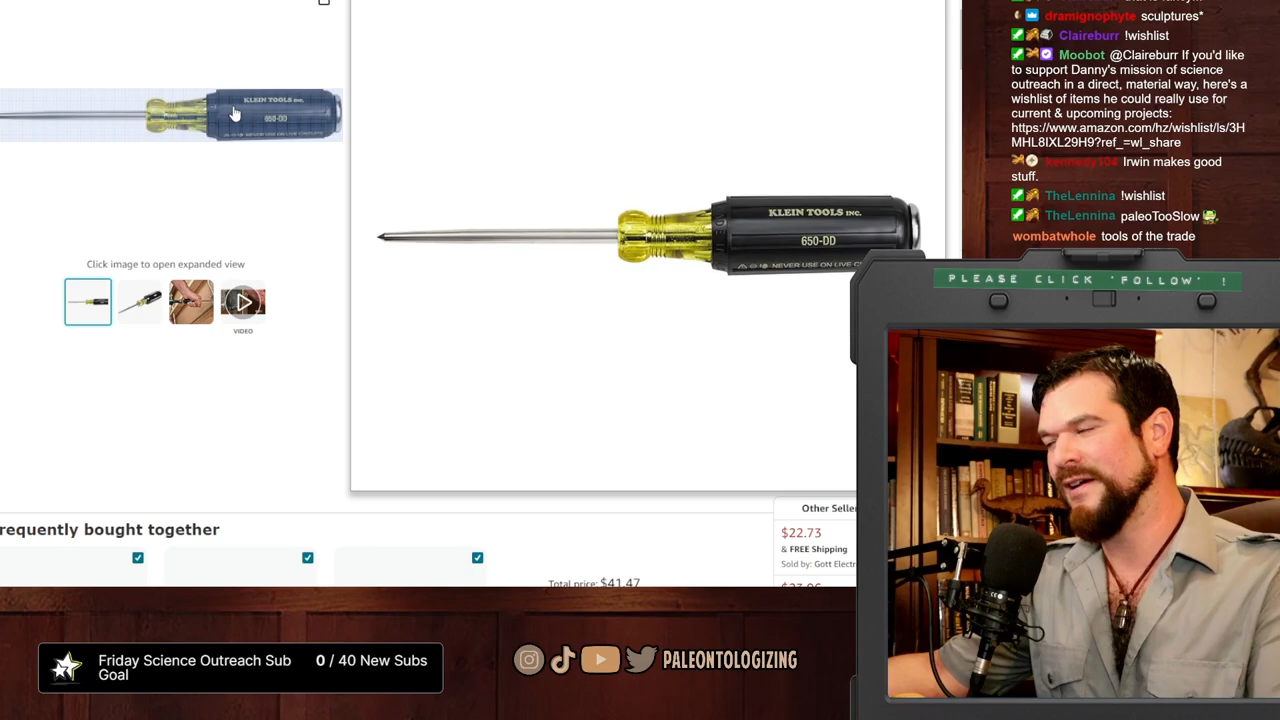 KLEIN TOOLS INC.
650-DD
Click image to open expanded view
VIDEO
KLEIN TOOLS INC.
650-DD
NEVER USE ON LIVE C
requently bought together
Total price: $41.47
Other Selle
$22.73
& FREE Shipping
Sold by: Gott Electr
dramignophyte sculptures*
Claireburr !wishlist
Moobot @Claireburr If you'd like
to support Danny's mission of science
outreach in a direct, material way, here's a
wishlist of items he could really use for
current & upcoming projects:
https://www.amazon.com/hz/wishlist/ls/3H
MHL8IXL29H9?ref_=wl_share
kennedy104 Irwin makes good
stuff.
TheLennina !wishlist
TheLennina paleoTooSlow
wombatwhole tools of the trade
PLEASE CLICK 'FOLLOW' !
Friday Science Outreach Sub
Goal
0 / 40 New Subs
PALEONTOLOGIZING